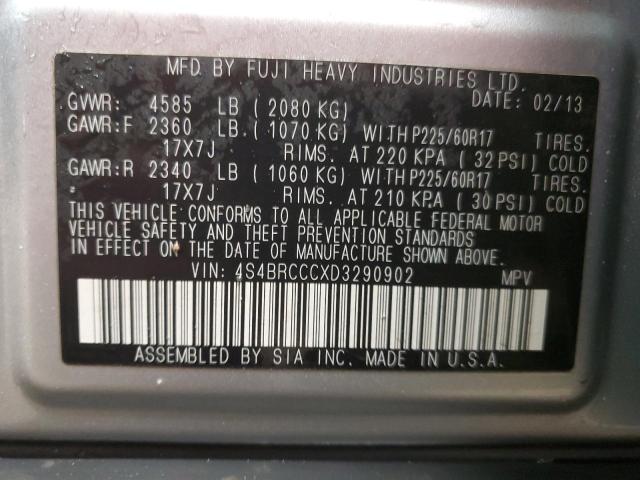 MFD. BY FUJI HEAVY INDUSTRIES LTD.
DATE: 02/13
GVWR: 4585 LB (2080 KG)
GAWR:F 2360 LB (1070 KG) WITH P225/60R17 TIRES.
17X7J RIMS. AT 220 KPA (32 PSI) COLD
GAWR:R 2340 LB (1060 KG) WITH P225/60R17 TIRES.
17X7J RIMS. AT 210 KPA (30 PSI) COLD
THIS VEHICLE CONFORMS TO ALL APPLICABLE FEDERAL MOTOR
VEHICLE SAFETY AND THEFT PREVENTION STANDARDS
IN EFFECT ON THE DATE OF MANUFACTURE SHOWN ABOVE.
VIN: 4S4BRCCCXD3290902 MPV
ASSEMBLED BY SIA INC. MADE IN U.S.A.